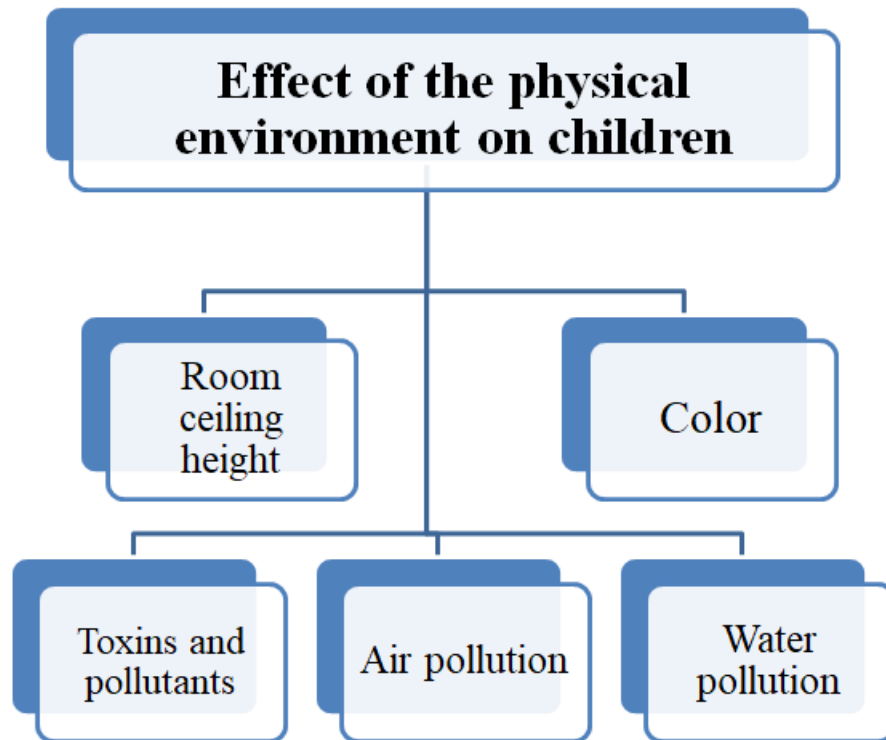 Effect of the physical
environment on children
Room
ceiling
height
Color
Toxins and
pollutants
Air pollution
Water
pollution